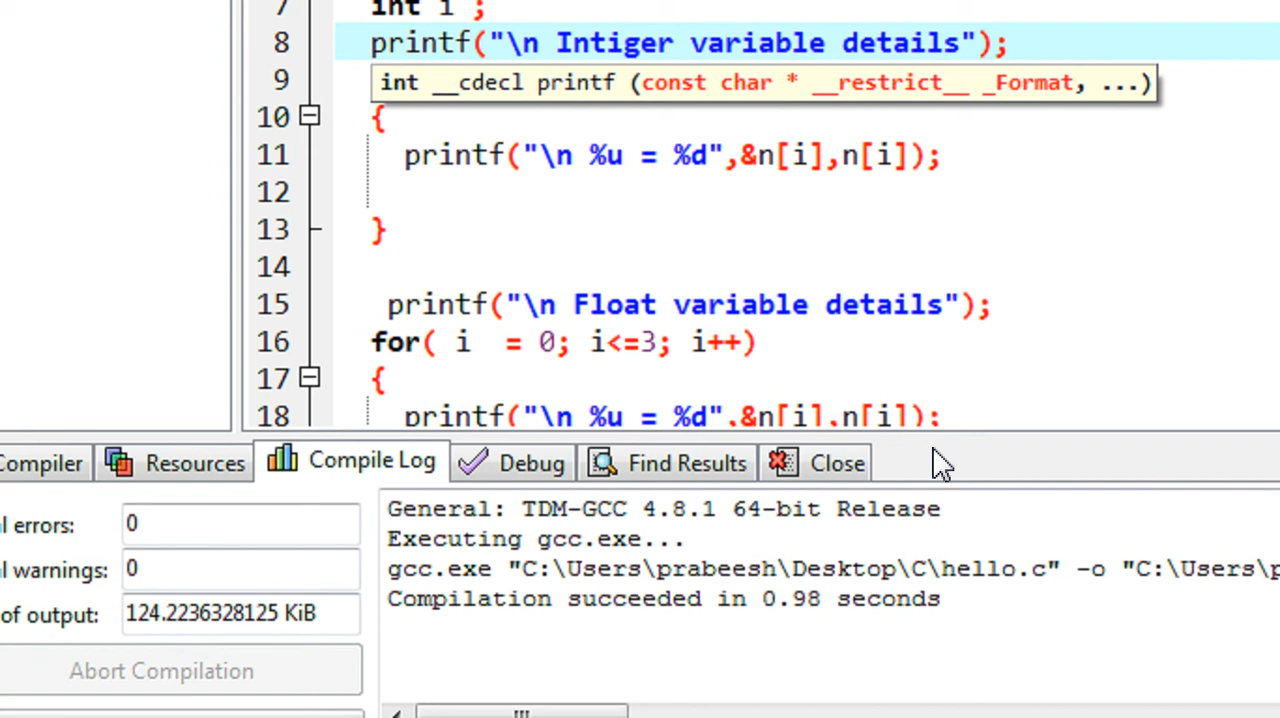 7 int i ;
8 printf("\n Intiger variable details");
9 int __cdecl printf (const char * __restrict__ _Format, ...)
10 {
11 printf("\n %u = %d",&n[i],n[i]);
12
13 }
14
15 printf("\n Float variable details");
16 for( i = 0; i<=3; i++)
17 {
18 printf("\n %u = %d",&n[i],n[i]);
Compiler Resources Compile Log Debug Find Results Close
al errors: 0
al warnings: 0
of output: 124.2236328125 KiB
Abort Compilation
General: TDM-GCC 4.8.1 64-bit Release
Executing gcc.exe...
gcc.exe "C:\Users\prabeesh\Desktop\C\hello.c" -o "C:\Users\p
Compilation succeeded in 0.98 seconds